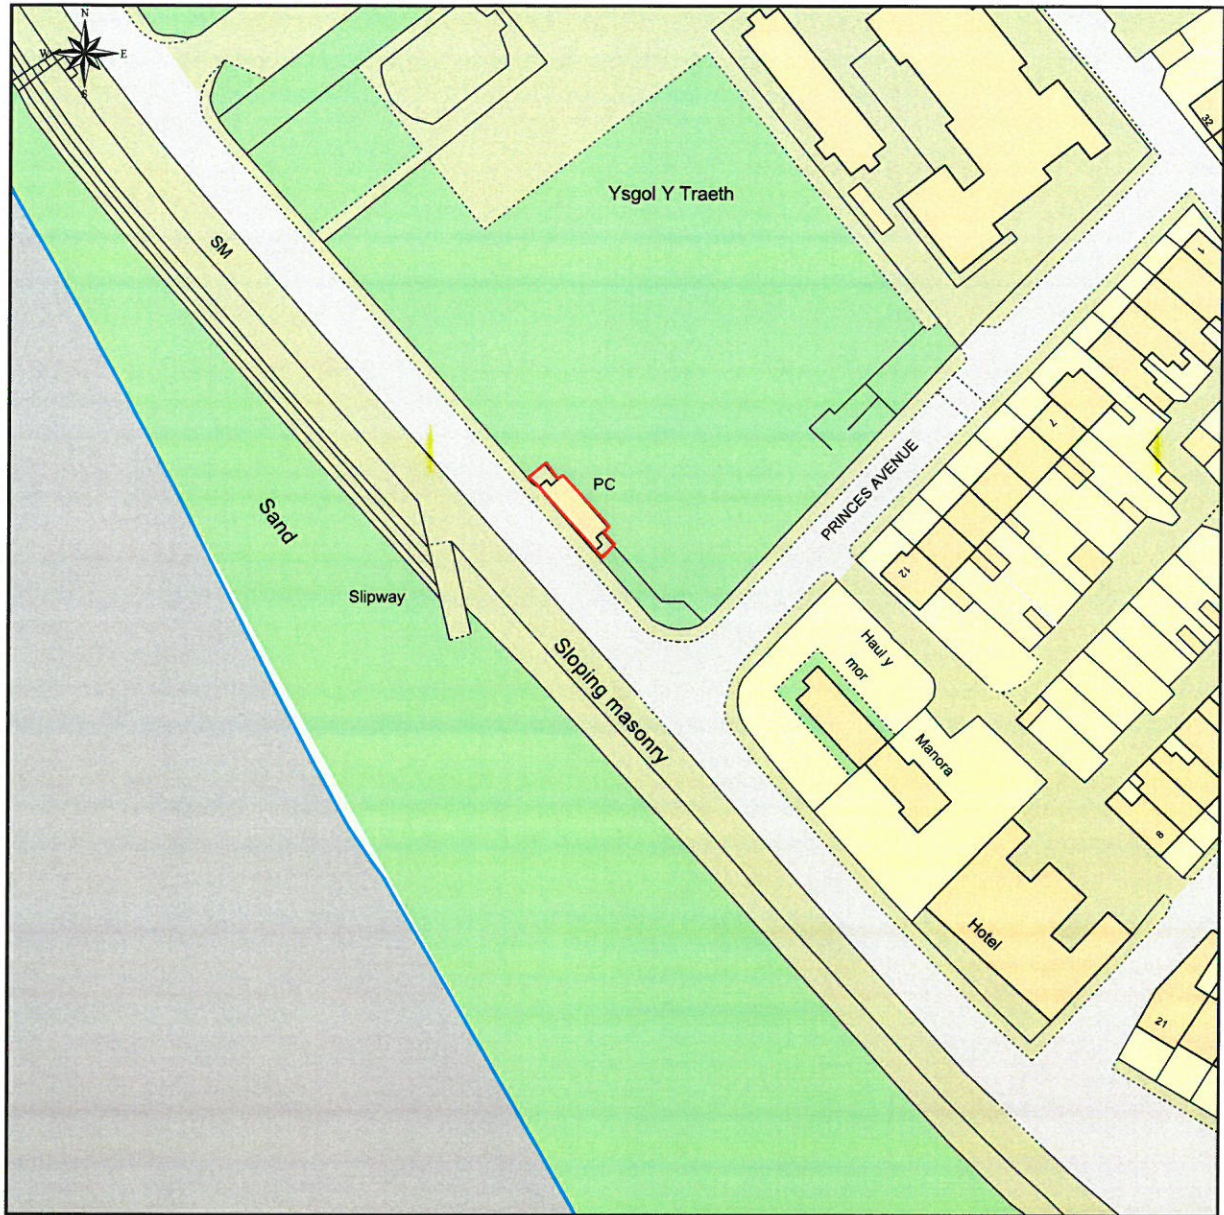 N
W E
S
32
Ysgol Y Traeth
SM
1
7
PC
PRINCES AVENUE
Sand
12
Slipway
Haul y
mor
Sloping masonry
Manora
8
Hotel
21